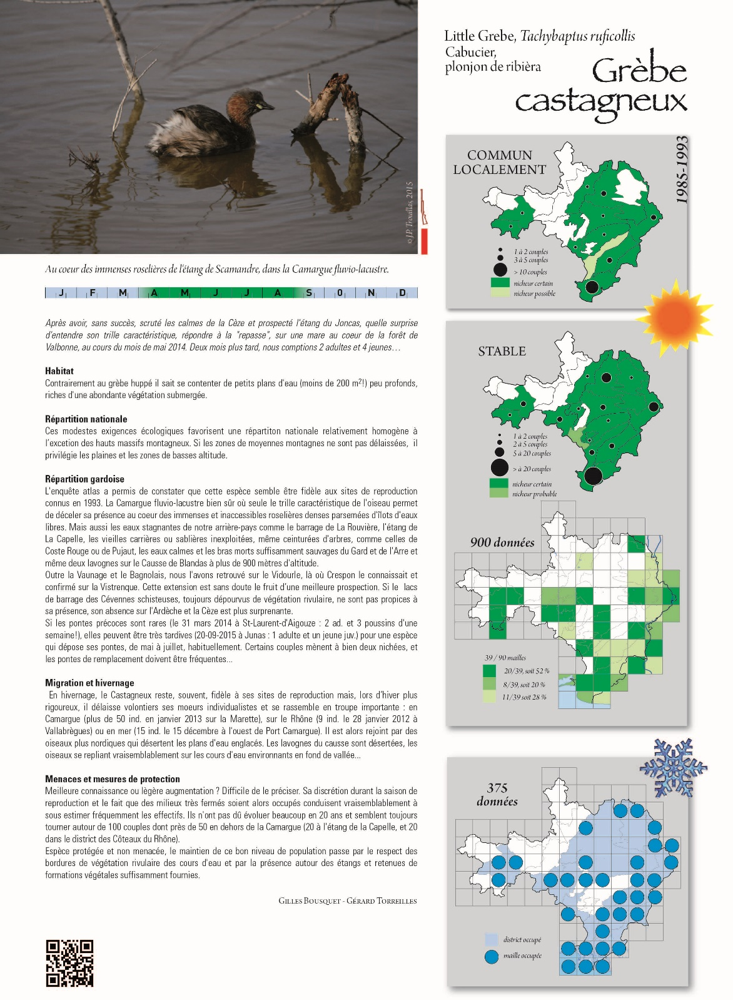 Little Grebe, Tachybaptus ruficollis
Cabucier,
plonjon de ribièra
Grèbe
castagneux
© J.P. Trouillas, 2015
Au coeur des immenses roselières de l'étang de Scamandre, dans la Camargue fluvio-lacustre.
J F M A M J J A S O N D
Après avoir, sans succès, scruté les calmes de la Cèze et prospecté l'étang du Joncas, quelle surprise
d'entendre son trille caractéristique, répondre à la "repasse", sur une mare au coeur de la forêt de
Valbonne, au cours du mois de mai 2014. Deux mois plus tard, nous comptions 2 adultes et 4 jeunes…
Habitat
Contrairement au grèbe huppé il sait se contenter de petits plans d'eau (moins de 200 m²!) peu profonds,
riches d'une abondante végétation submergée.
Répartition nationale
Ces modestes exigences écologiques favorisent une répartiton nationale relativement homogène à
l'excetion des hauts massifs montagneux. Si les zones de moyennes montagnes ne sont pas délaissées, il
privilégie les plaines et les zones de basses altitude.
Répartition gardoise
L'enquête atlas a permis de constater que cette espèce semble être fidèle aux sites de reproduction
connus en 1993. La Camargue fluvio-lacustre bien sûr où seule le trille caractéristique de l'oiseau permet
de déceler sa présence au coeur des immenses et inaccessibles roselières denses parsemées d'îlots d'eaux
libres. Mais aussi les eaux stagnantes de notre arrière-pays comme le barrage de La Rouvière, l'étang de
La Capelle, les vieilles carrières ou sablières inexploitées, même ceinturées d'arbres, comme celles de
Coste Rouge ou de Pujaut, les eaux calmes et les bras morts suffisamment sauvages du Gard et de l'Arre et
même deux lavognes sur le Causse de Blandas à plus de 900 mètres d'altitude.
Outre la Vaunage et le Bagnolais, nous l'avons retrouvé sur le Vidourle, là où Crespon le connaissait et
confirmé sur la Vistrenque. Cette extension est sans doute le fruit d'une meilleure prospection. Si le lacs
de barrage des Cévennes schisteuses, toujours dépourvus de végétation rivulaire, ne sont pas propices à
sa présence, son absence sur l'Ardèche et la Cèze est plus surprenante.
Si les pontes précoces sont rares (le 31 mars 2014 à St-Laurent-d'Aigouze : 2 ad. et 3 poussins d'une
semaine!), elles peuvent être très tardives (20-09-2015 à Junas : 1 adulte et un jeune juv.) pour une espèce
qui dépose ses pontes, de mai à juillet, habituellement. Certains couples mènent à bien deux nichées, et
les pontes de remplacement doivent être fréquentes...
Migration et hivernage
En hivernage, le Castagneux reste, souvent, fidèle à ses sites de reproduction mais, lors d'hiver plus
rigoureux, il délaisse volontiers ses moeurs individualistes et se rassemble en troupe importante : en
Camargue (plus de 50 ind. en janvier 2013 sur la Marette), sur le Rhône (9 ind. le 28 janvier 2012 à
Vallabrègues) ou en mer (15 ind. le 15 décembre à l'ouest de Port Camargue). Il est alors rejoint par des
oiseaux plus nordiques qui désertent les plans d'eau englacés. Les lavognes du causse sont désertées, les
oiseaux se repliant vraisemblablement sur les cours d'eau environnants en fond de vallée...
Menaces et mesures de protection
Meilleure connaissance ou lègère augmentation ? Difficile de le préciser. Sa discrétion durant la saison de
reproduction et le fait que des milieux très fermés soient alors occupés conduisent vraisemblablement à
sous estimer fréquemment les effectifs. Ils n'ont pas dû évoluer beaucoup en 20 ans et semblent toujours
tourner autour de 100 couples dont près de 50 en dehors de la Camargue (20 à l'étang de la Capelle, et 20
dans le district des Côteaux du Rhône).
Espèce protégée et non menacée, le maintien de ce bon niveau de population passe par le respect des
bordures de végétation rivulaire des cours d'eau et par la présence autour des étangs et retenues de
formations végétales suffisamment fournies.
Gilles Bousquet - Gérard Torreilles
COMMUN
LOCALEMENT
1985-1993
1 à 2 couples
3 à 5 couples
> 10 couples
nicheur certain
nicheur possible
STABLE
1 à 2 couples
2 à 5 couples
5 à 20 couples
> à 20 couples
nicheur certain
nicheur probable
900 données
39 / 90 mailles
20/39, soit 52 %
8/39, soit 20 %
11/39 soit 28 %
375
données
district occupé
maille occupée